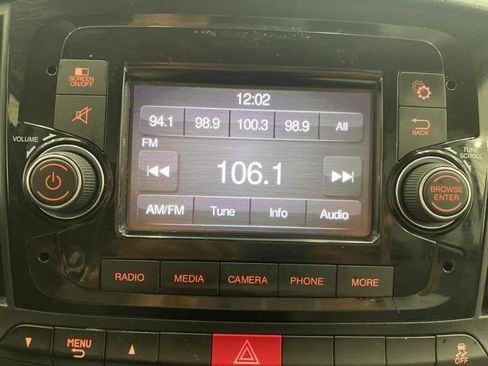 SCREEN
ON/OFF
12:02
94.1 98.9 100.3 98.9 All
BACK
VOLUME
FM
TUNE
SCROLL
106.1
BROWSE
ENTER
AM/FM Tune Info Audio
RADIO MEDIA CAMERA PHONE MORE
MENU
OFF